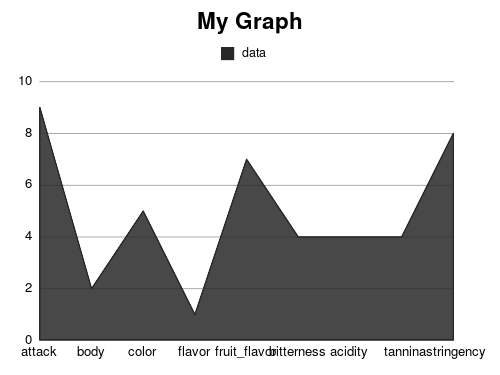 My Graph
data
10
8
6
4
2
0
attack body color flavor fruit_flavor bitterness acidity tannin astringency